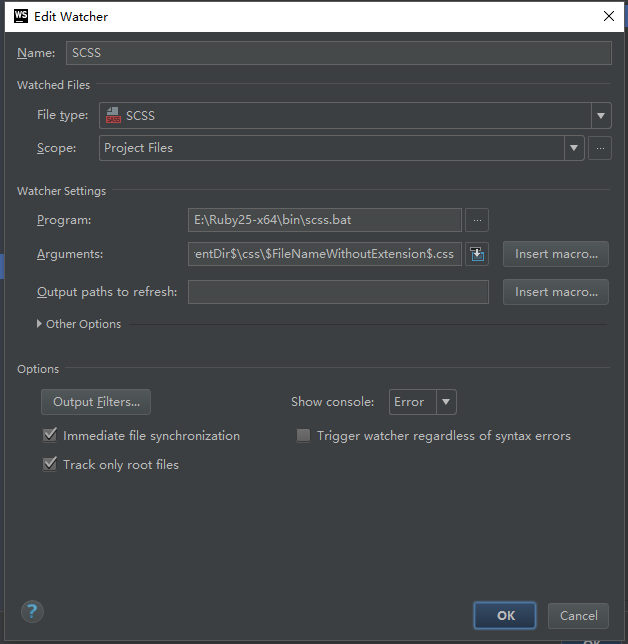 WS Edit Watcher
Name: SCSS
Watched Files
File type: SASS SCSS
Scope: Project Files ...
Watcher Settings
Program: E:\Ruby25-x64\bin\scss.bat ...
Arguments: entDir$\css\$FileNameWithoutExtension$.css Insert macro...
Output paths to refresh: Insert macro...
Other Options
Options
Output Filters... Show console: Error
Immediate file synchronization Trigger watcher regardless of syntax errors
Track only root files
? OK Cancel